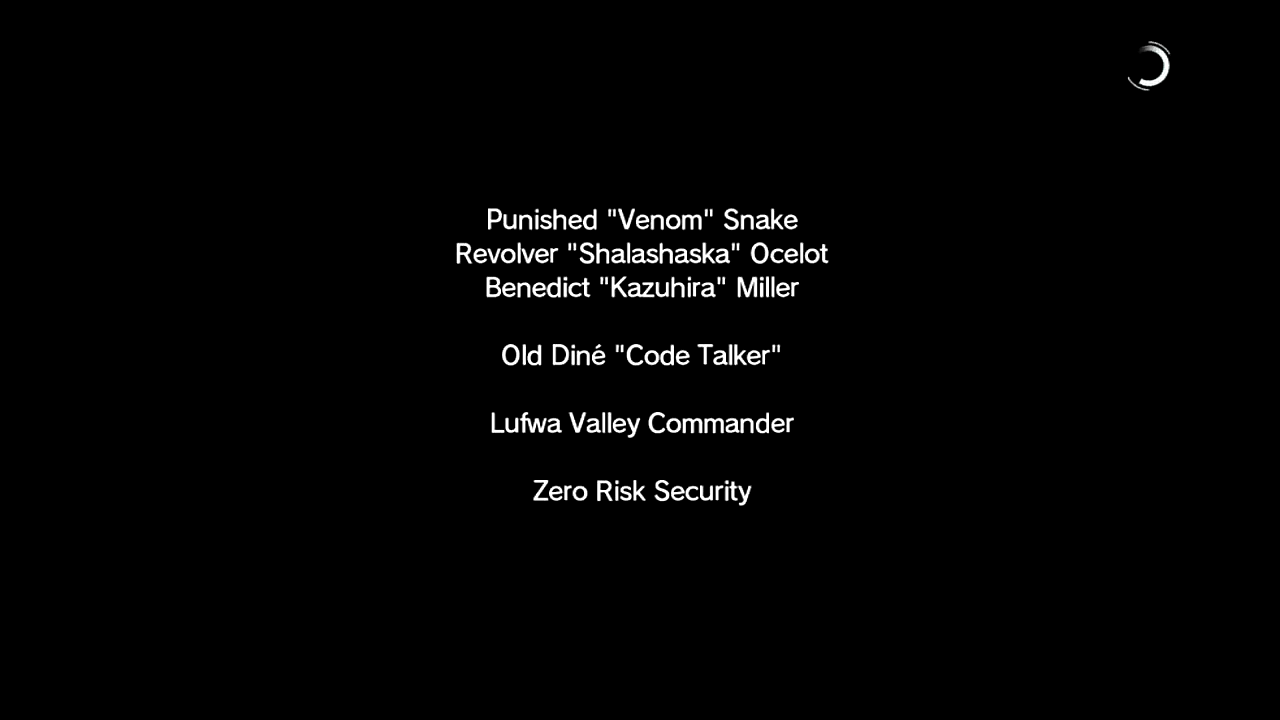 Punished "Venom" Snake
Revolver "Shalashaska" Ocelot
Benedict "Kazuhira" Miller
Old Diné "Code Talker"
Lufwa Valley Commander
Zero Risk Security